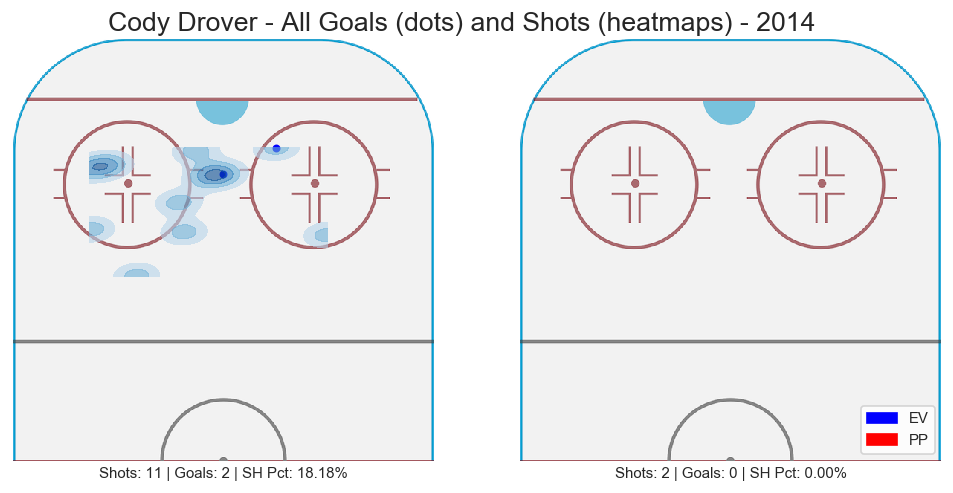 Cody Drover - All Goals (dots) and Shots (heatmaps) - 2014
EV
PP
Shots: 11 | Goals: 2 | SH Pct: 18.18%
Shots: 2 | Goals: 0 | SH Pct: 0.00%